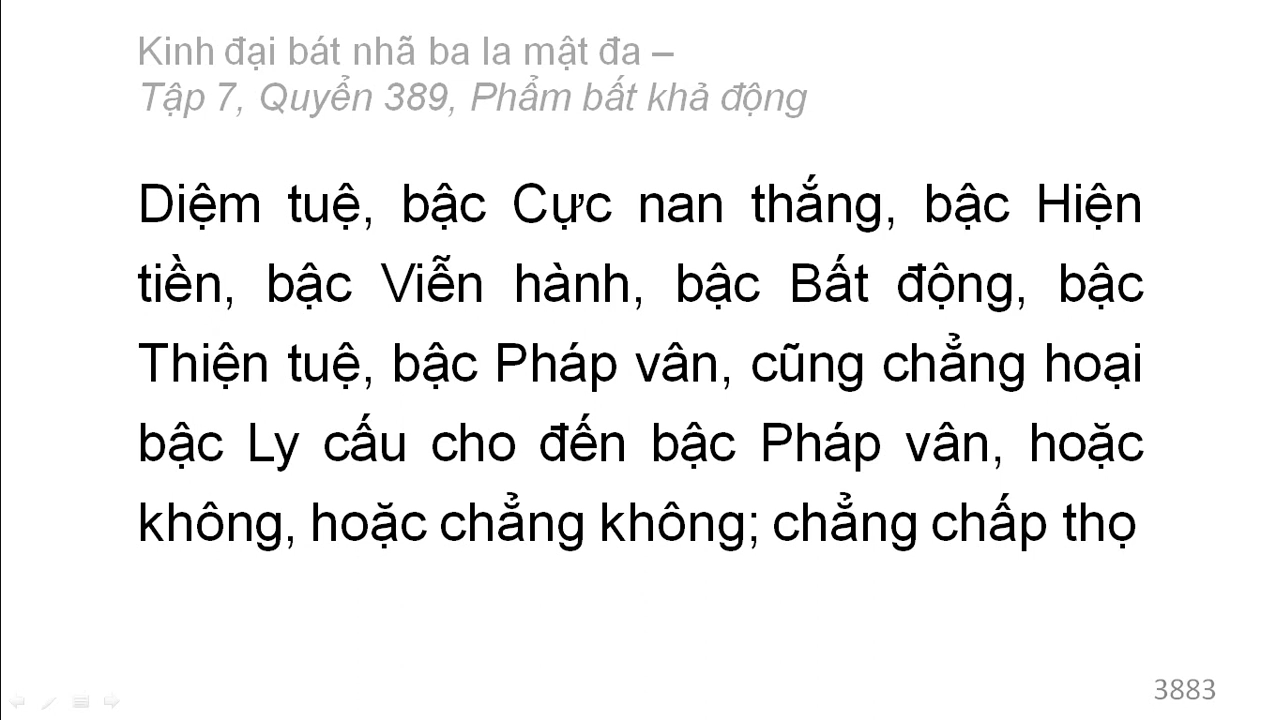 Kinh đại bát nhã ba la mật đa –
Tập 7, Quyển 389, Phẩm bất khả động
Diệm tuệ, bậc Cực nan thắng, bậc Hiện
tiền, bậc Viễn hành, bậc Bất động, bậc
Thiện tuệ, bậc Pháp vân, cũng chẳng hoại
bậc Ly cấu cho đến bậc Pháp vân, hoặc
không, hoặc chẳng không; chẳng chấp thọ
3883